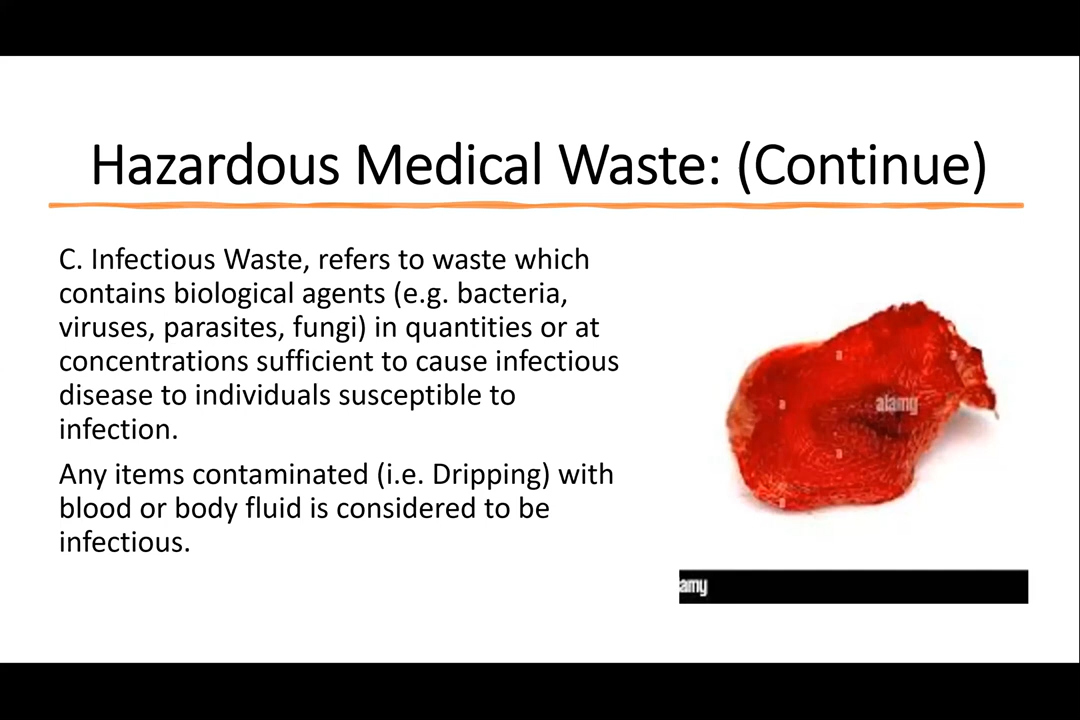 Hazardous Medical Waste: (Continue)
C. Infectious Waste, refers to waste which
contains biological agents (e.g. bacteria,
viruses, parasites, fungi) in quantities or at
concentrations sufficient to cause infectious
disease to individuals susceptible to
infection.
Any items contaminated (i.e. Dripping) with
blood or body fluid is considered to be
infectious.
a
a
a
alamy
a
a
amy